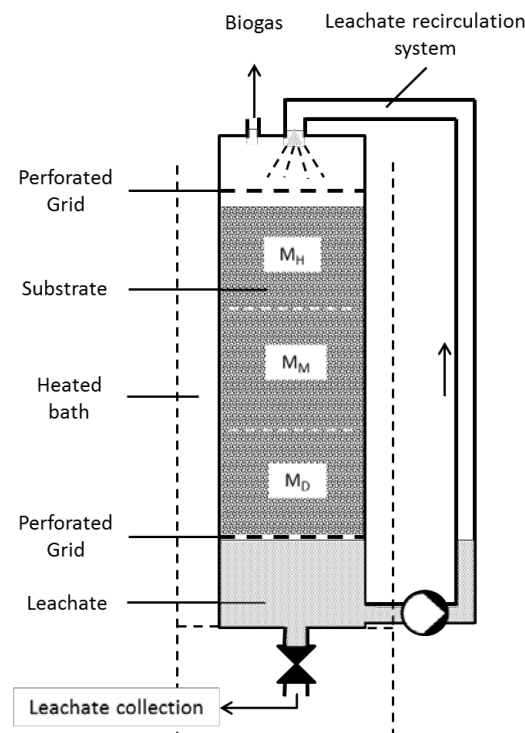 Biogas
Leachate recirculation
system
Perforated
Grid
M_H
Substrate
M_M
Heated
bath
M_D
Perforated
Grid
Leachate
Leachate collection